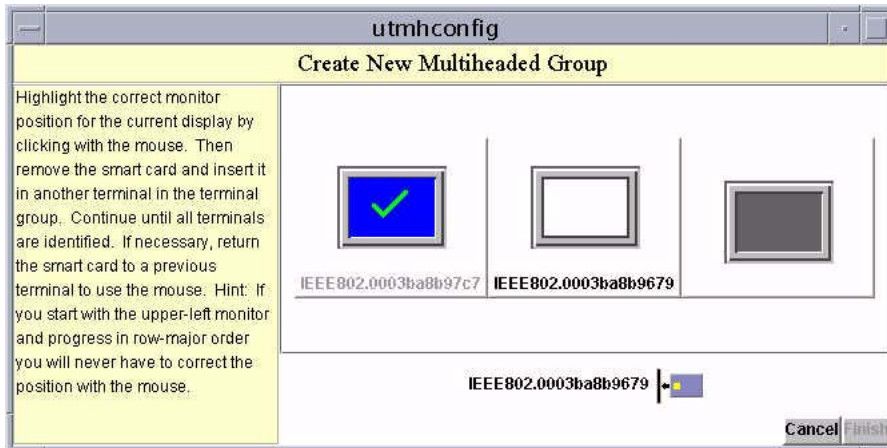 utmhconfig
Create New Multiheaded Group
Highlight the correct monitor
position for the current display by
clicking with the mouse. Then
remove the smart card and insert it
in another terminal in the terminal
group. Continue until all terminals
are identified. If necessary, return
the smart card to a previous
terminal to use the mouse. Hint: If
you start with the upper-left monitor
and progress in row-major order
you will never have to correct the
position with the mouse.
IEEE802.0003ba8b97c7 IEEE802.0003ba8b9679
IEEE802.0003ba8b9679
Cancel Finish